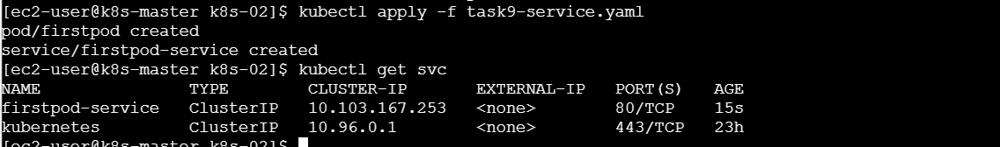 [ec2-user@k8s-master k8s-02]$ kubectl apply -f task9-service.yaml
pod/firstpod created
service/firstpod-service created
[ec2-user@k8s-master k8s-02]$ kubectl get svc
NAME TYPE CLUSTER-IP EXTERNAL-IP PORT(S) AGE
firstpod-service ClusterIP 10.103.167.253 <none> 80/TCP 15s
kubernetes ClusterIP 10.96.0.1 <none> 443/TCP 23h
[ec2-user@k8s-master k8s-02]$